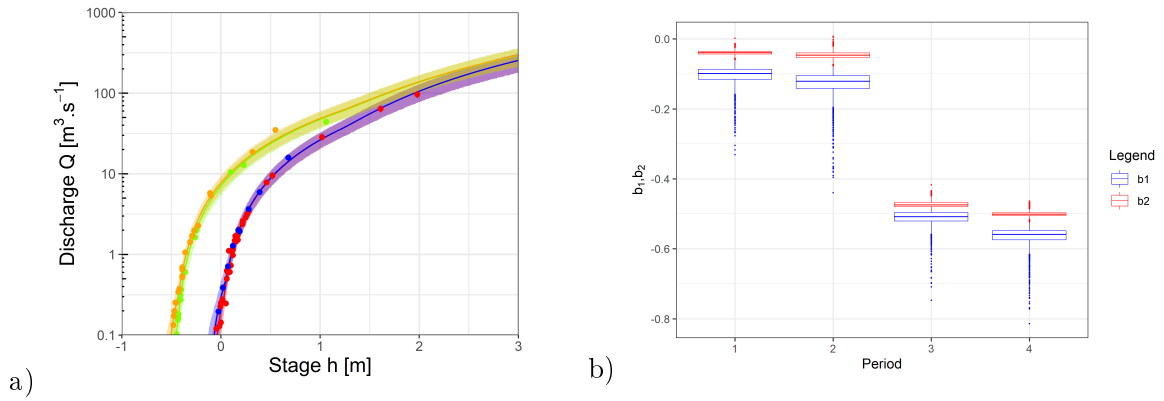 1000
100
10
1
0.1
Discharge Q [m³.s⁻¹]
-1
0
1
2
3
Stage h [m]
a)
0.0
-0.2
-0.4
-0.6
-0.8
b₁,b₂
1
2
3
4
Period
Legend
b1
b2
b)